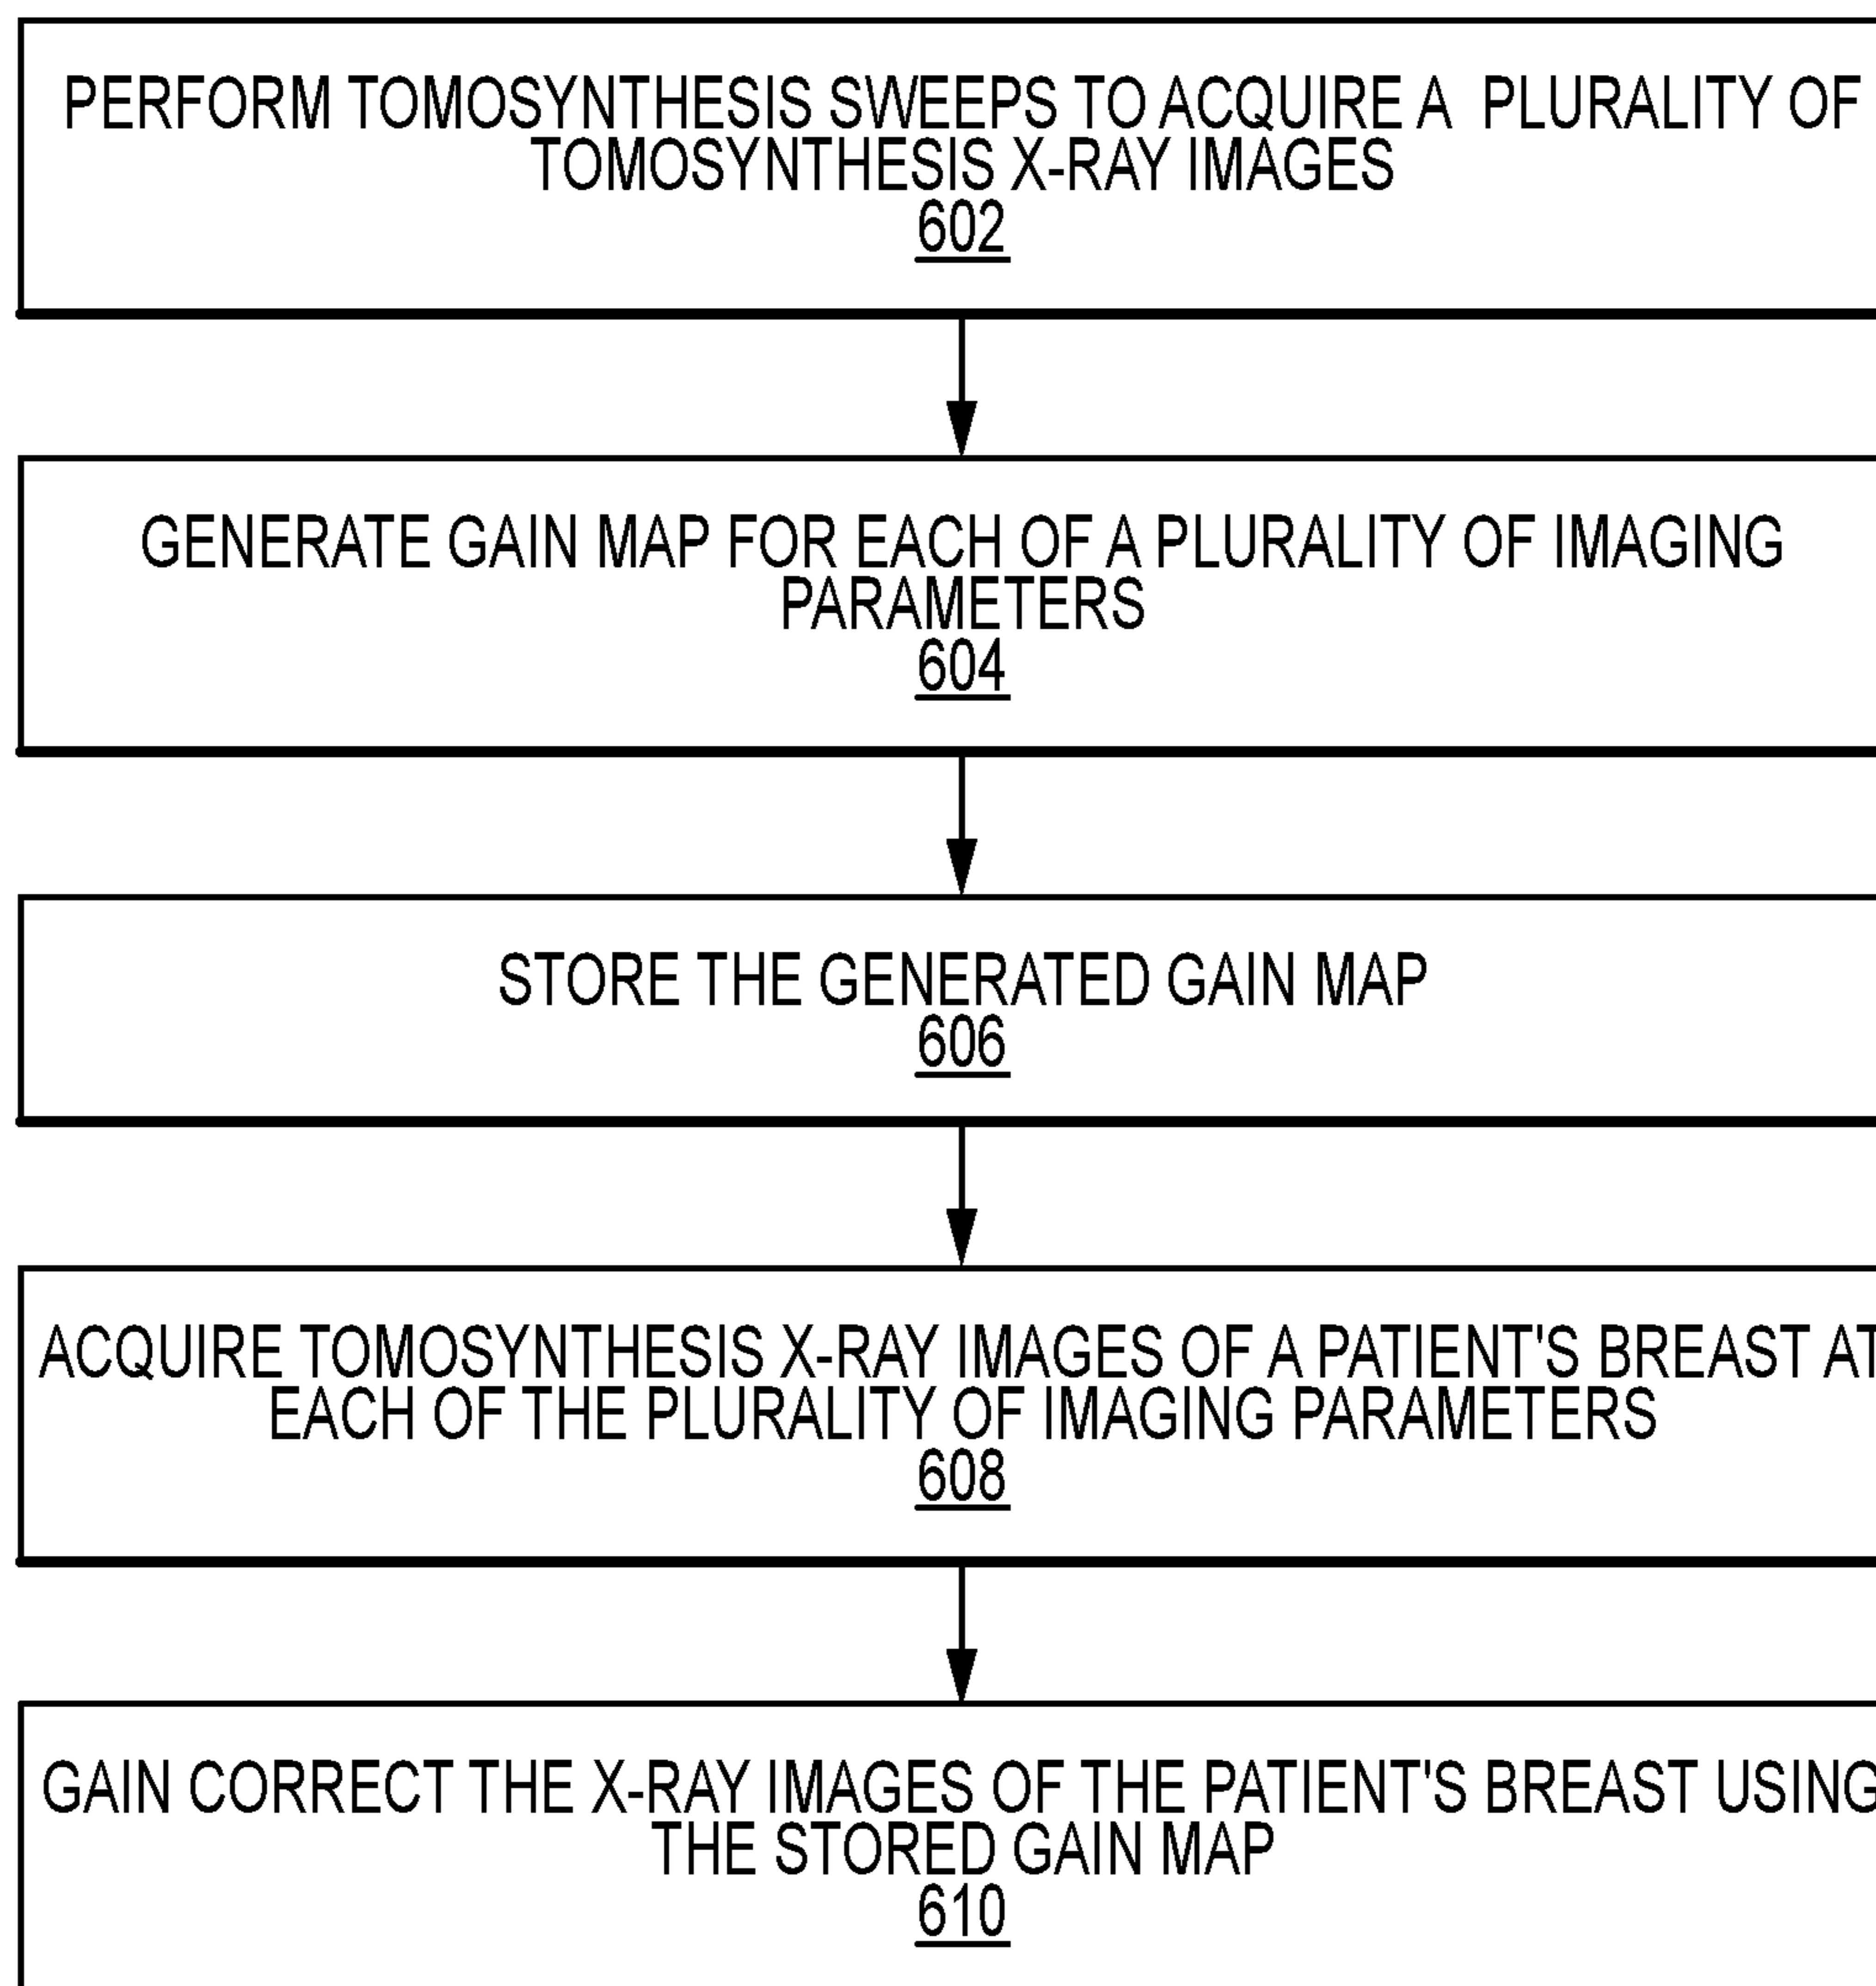 PERFORM TOMOSYNTHESIS SWEEPS TO ACQUIRE A PLURALITY OF
TOMOSYNTHESIS X-RAY IMAGES
602
GENERATE GAIN MAP FOR EACH OF A PLURALITY OF IMAGING
PARAMETERS
604
STORE THE GENERATED GAIN MAP
606
ACQUIRE TOMOSYNTHESIS X-RAY IMAGES OF A PATIENT'S BREAST AT
EACH OF THE PLURALITY OF IMAGING PARAMETERS
608
GAIN CORRECT THE X-RAY IMAGES OF THE PATIENT'S BREAST USING
THE STORED GAIN MAP
610